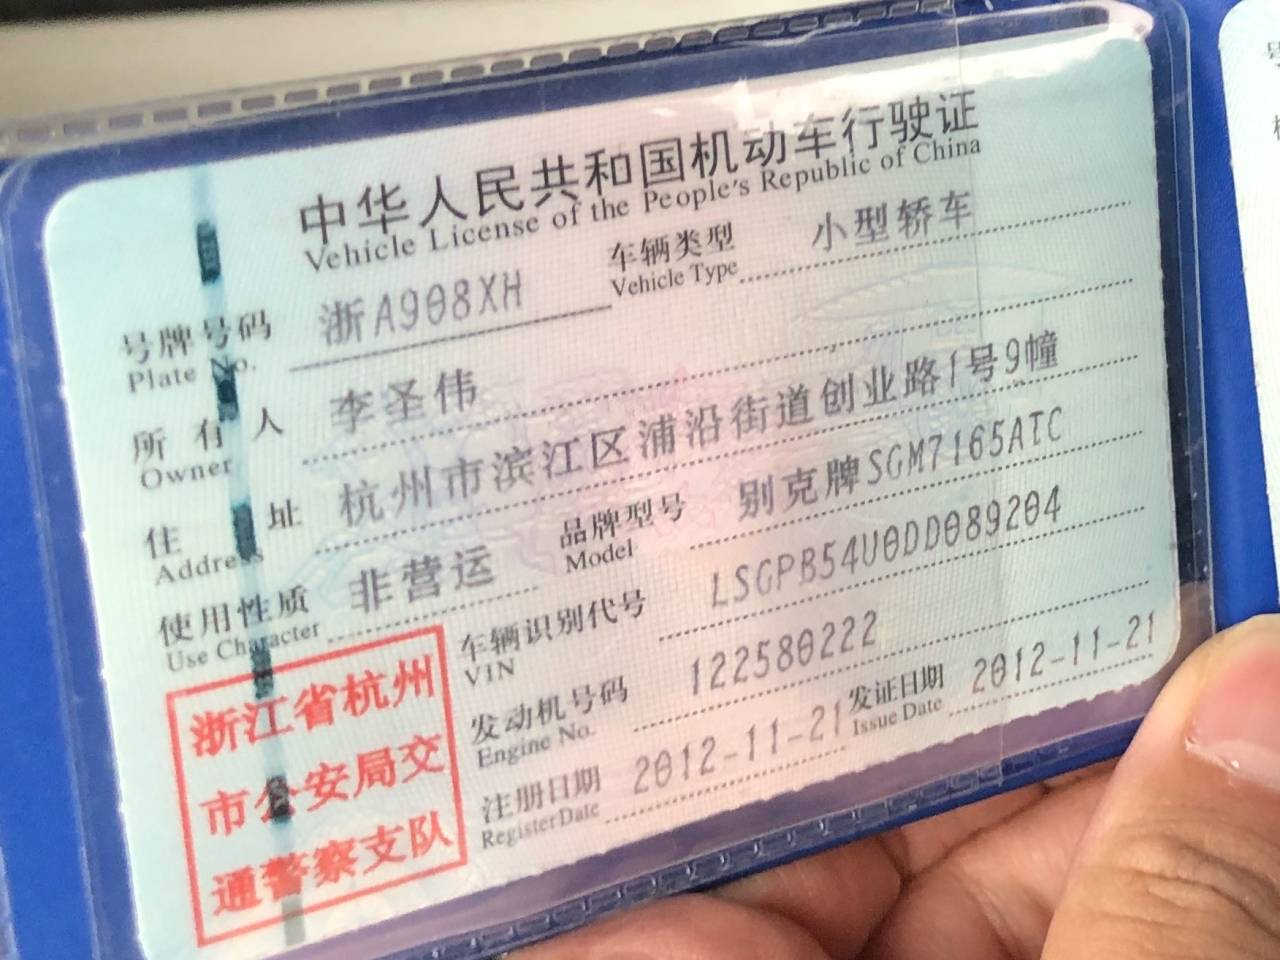 中华人民共和国机动车行驶证
Vehicle License of the People's Republic of China
号牌号码 浙A908XH 车辆类型 小型轿车
Plate No. Vehicle Type
所有人 李圣伟
Owner
住址 杭州市滨江区浦沿街道创业路1号9幢
Address
使用性质 非营运 品牌型号 别克牌SGM7165ATC
Use Character Model
车辆识别代号 LSGPB54U0DD089204
VIN
发动机号码 122580222
Engine No.
注册日期 2012-11-21 发证日期 2012-11-21
Register Date Issue Date
浙江省杭州
市公安局交
通警察支队
号